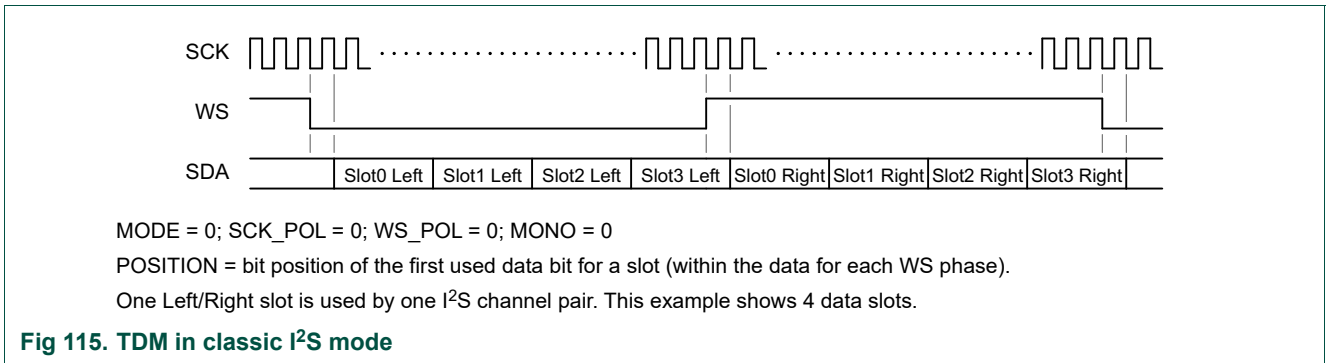 SCK
WS
SDA
Slot0 Left Slot1 Left Slot2 Left Slot3 Left Slot0 Right Slot1 Right Slot2 Right Slot3 Right
MODE = 0; SCK_POL = 0; WS_POL = 0; MONO = 0
POSITION = bit position of the first used data bit for a slot (within the data for each WS phase).
One Left/Right slot is used by one I²S channel pair. This example shows 4 data slots.
Fig 115. TDM in classic I²S mode